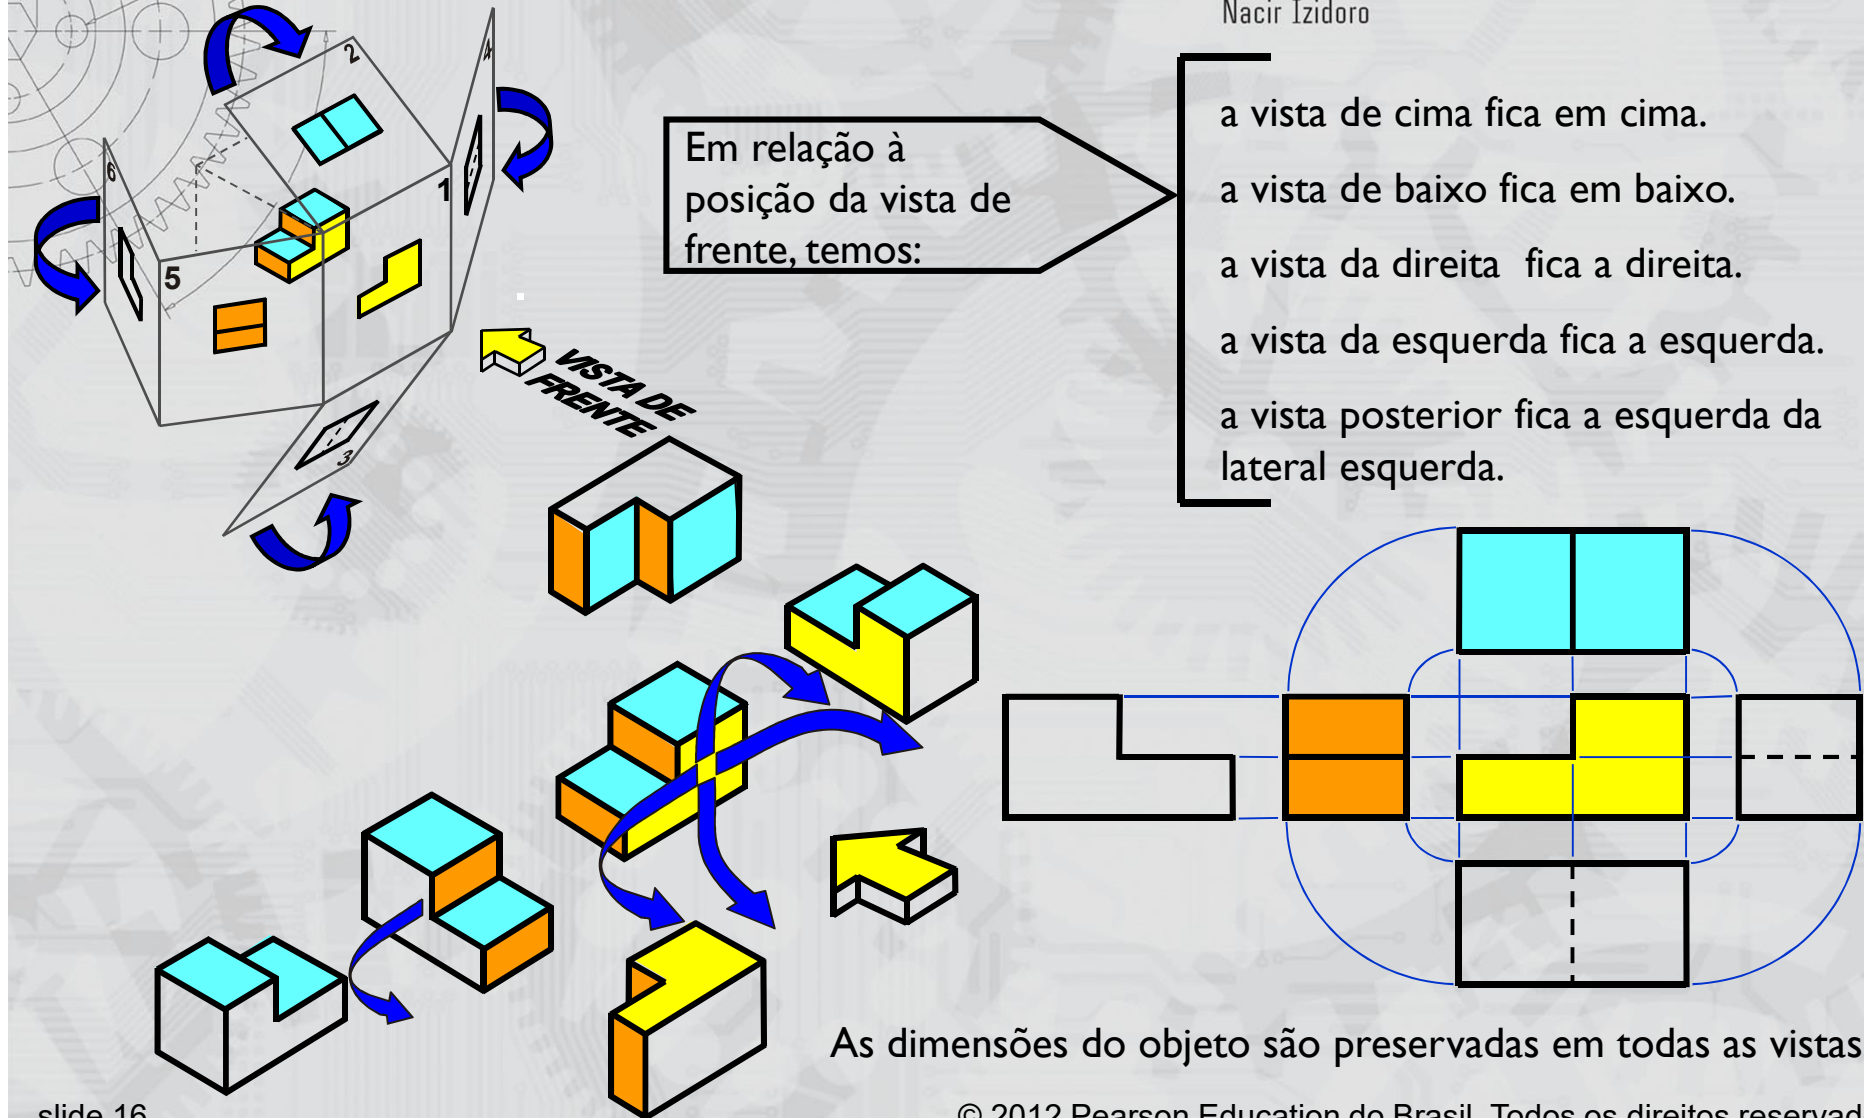 Nacir Izidoro
2
4
6
1
5
3
VISTA DE
FRENTE
Em relação à
posição da vista de
frente, temos:
a vista de cima fica em cima.
a vista de baixo fica em baixo.
a vista da direita fica a direita.
a vista da esquerda fica a esquerda.
a vista posterior fica a esquerda da
lateral esquerda.
As dimensões do objeto são preservadas em todas as vistas
slide 16
© 2012 Pearson Education do Brasil. Todos os direitos reservad